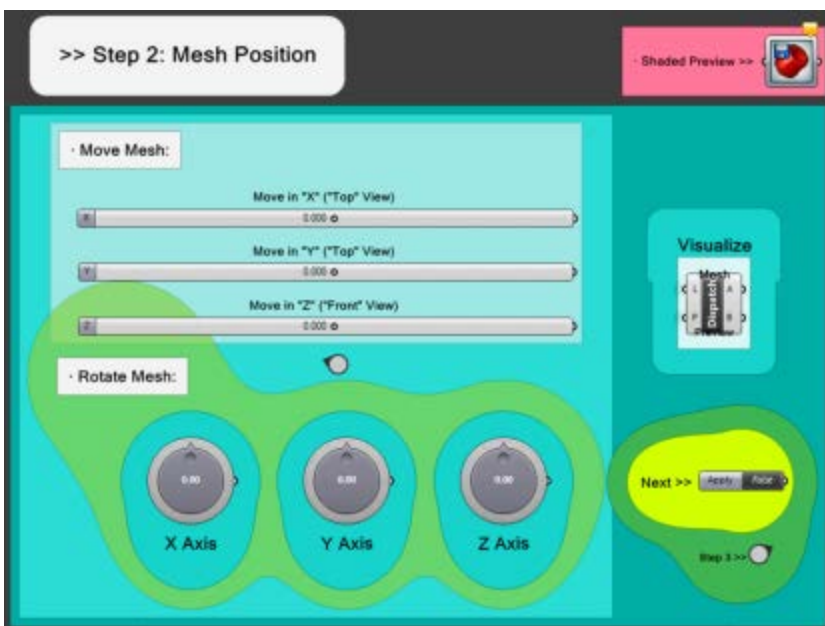 >> Step 2: Mesh Position
· Shaded Preview >>
· Move Mesh:
Move in "X" ("Top" View)
X
0.000
Move in "Y" ("Top" View)
Y
0.000
Move in "Z" ("Front" View)
Z
0.000
· Rotate Mesh:
0.00
0.00
0.00
X Axis
Y Axis
Z Axis
Visualize
Mesh
L
A
Dispatch
P
B
Next >>
Apply
False
Step 3 >>